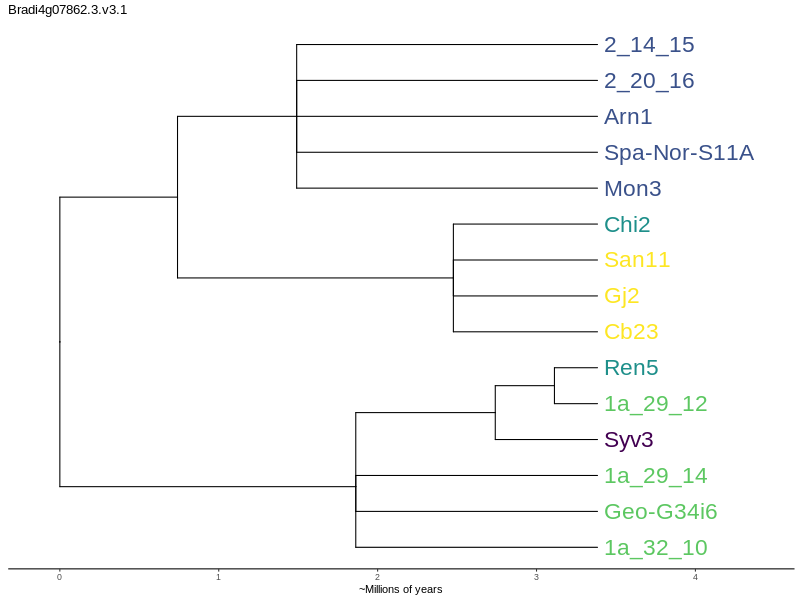 Bradi4g07862.3.v3.1
2_14_15
2_20_16
Arn1
Spa-Nor-S11A
Mon3
Chi2
San11
Gj2
Cb23
Ren5
1a_29_12
Syv3
1a_29_14
Geo-G34i6
1a_32_10
0 1 2 3 4
~Millions of years